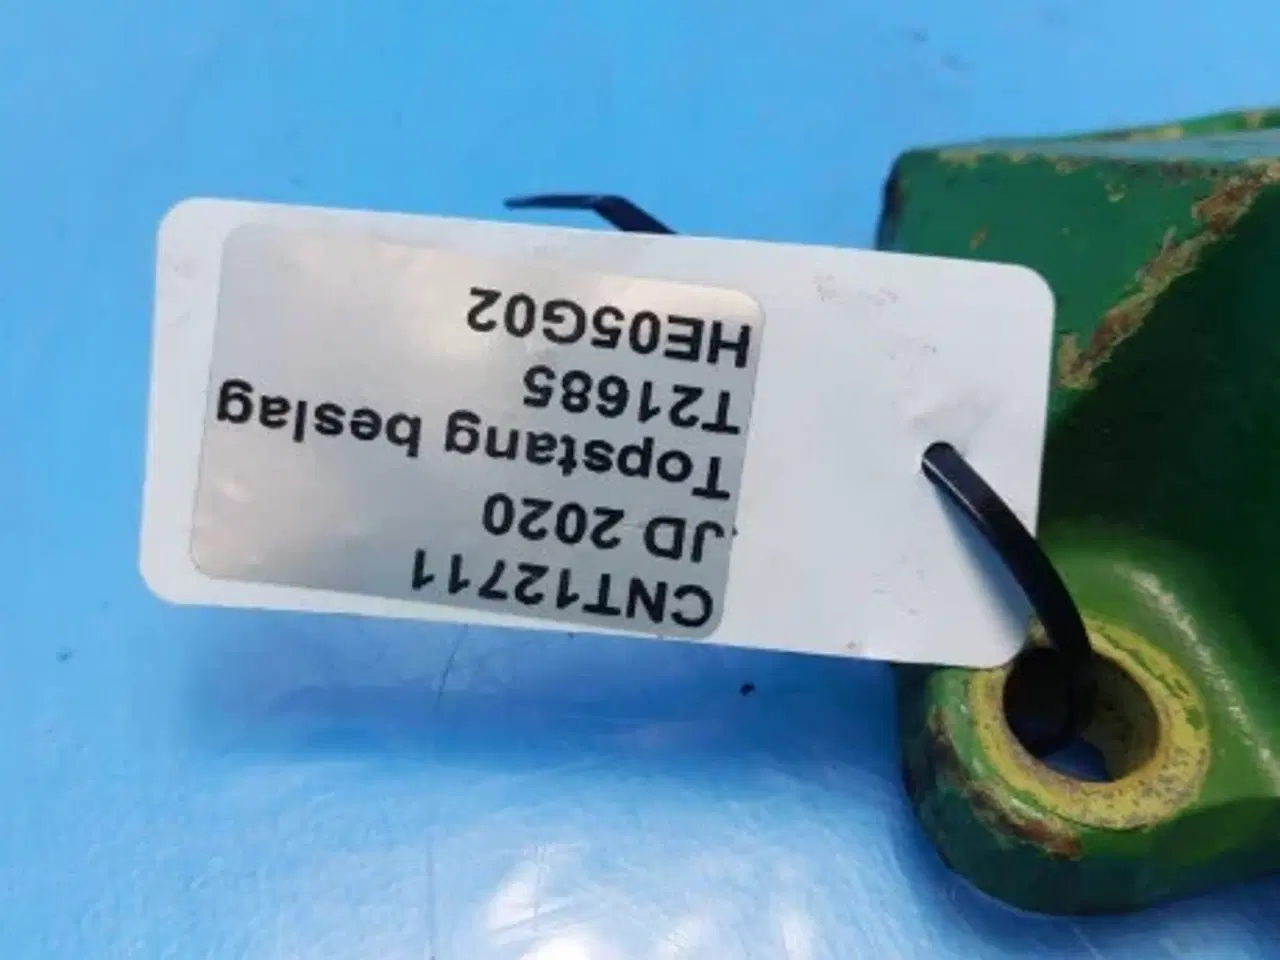 CNT12711
JD 2020
Topstang beslag
T21685
HE05G02